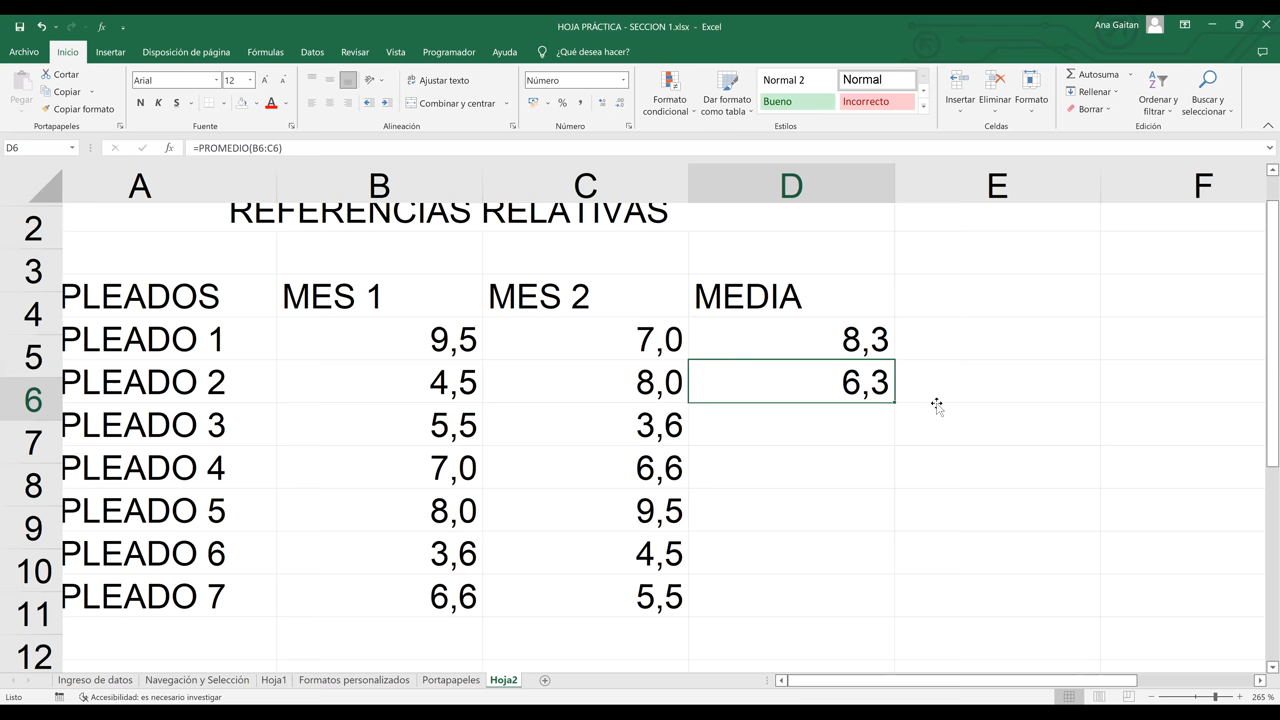 HOJA PRÁCTICA - SECCION 1.xlsx - Excel
Ana Gaitan
Archivo Inicio Insertar Disposición de página Fórmulas Datos Revisar Vista Programador Ayuda ¿Qué desea hacer?
Pegar
Cortar
Copiar
Copiar formato
Portapapeles
Arial 12
N K S
Fuente
Ajustar texto
Combinar y centrar
Alineación
Número
% 
Número
Formato condicional
Dar formato como tabla
Normal 2 Normal
Bueno Incorrecto
Estilos
Insertar Eliminar Formato
Celdas
Autosuma
Rellenar
Borrar
Ordenar y filtrar
Buscar y seleccionar
Edición
D6 fx =PROMEDIO(B6:C6)
A B C D E F
2 REFERENCIAS RELATIVAS
3
4 PLEADOS MES 1 MES 2 MEDIA
5 PLEADO 1 9,5 7,0 8,3
6 PLEADO 2 4,5 8,0 6,3
7 PLEADO 3 5,5 3,6
8 PLEADO 4 7,0 6,6
9 PLEADO 5 8,0 9,5
10 PLEADO 6 3,6 4,5
11 PLEADO 7 6,6 5,5
12
Ingreso de datos Navegación y Selección Hoja1 Formatos personalizados Portapapeles Hoja2
Listo Accesibilidad: es necesario investigar 265 %